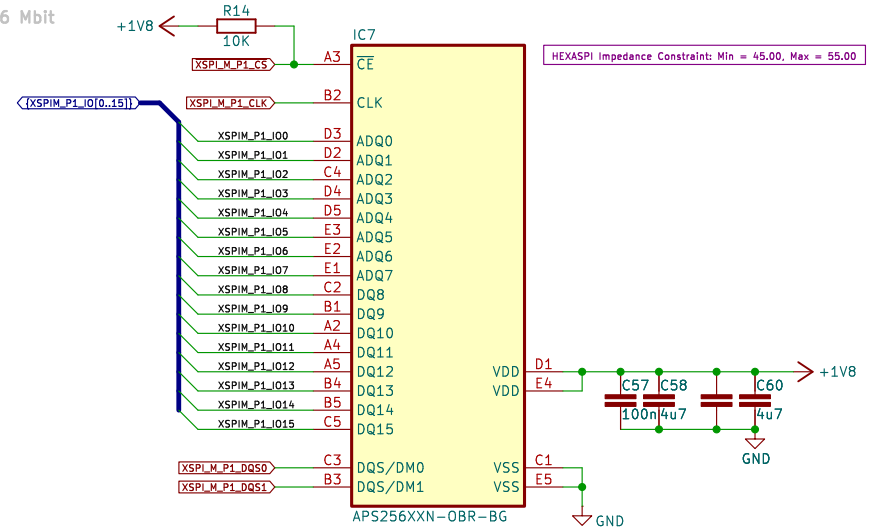 6 Mbit
R14
+1V8
10K
IC7
HEXASPI Impedance Constraint: Min = 45.00, Max = 55.00
XSPI_M_P1_CS
A3
CE
XSPI_M_P1_CLK
B2
CLK
{XSPIM_P1_IO[0..15]}
XSPIM_P1_IO0 D3 ADQ0
XSPIM_P1_IO1 D2 ADQ1
XSPIM_P1_IO2 C4 ADQ2
XSPIM_P1_IO3 D4 ADQ3
XSPIM_P1_IO4 D5 ADQ4
XSPIM_P1_IO5 E3 ADQ5
XSPIM_P1_IO6 E2 ADQ6
XSPIM_P1_IO7 E1 ADQ7
XSPIM_P1_IO8 C2 DQ8
XSPIM_P1_IO9 B1 DQ9
XSPIM_P1_IO10 A2 DQ10
XSPIM_P1_IO11 A4 DQ11
XSPIM_P1_IO12 A5 DQ12
XSPIM_P1_IO13 B4 DQ13
XSPIM_P1_IO14 B5 DQ14
XSPIM_P1_IO15 C5 DQ15
XSPI_M_P1_DQS0 C3 DQS/DM0
XSPI_M_P1_DQS1 B3 DQS/DM1
VDD D1
VDD E4
+1V8
C57 C58 C60
100n 4u7 4u7
GND
VSS C1
VSS E5
GND
APS256XXN-OBR-BG